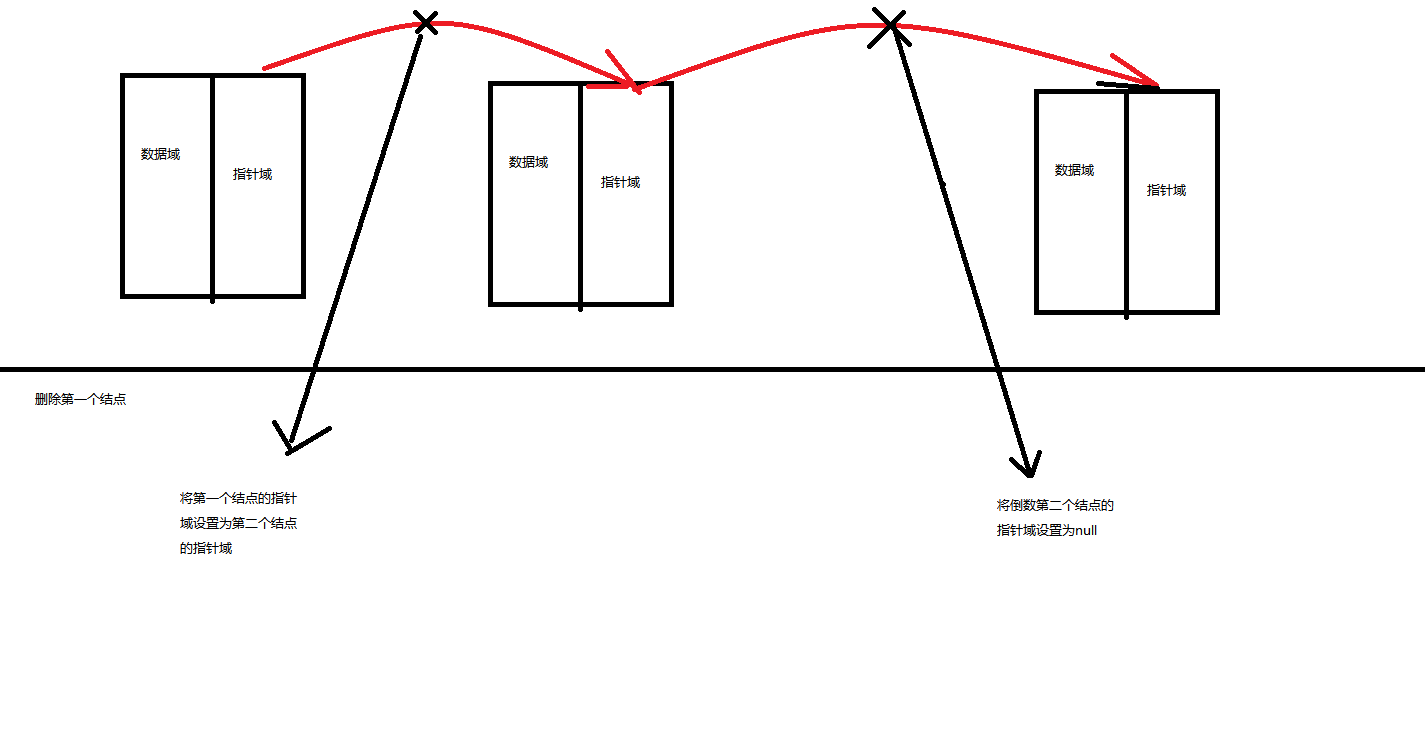 数据域
指针域
数据域
指针域
数据域
指针域
删除第一个结点
将第一个结点的指针
域设置为第二个结点
的指针域
将倒数第二个结点的
指针域设置为null